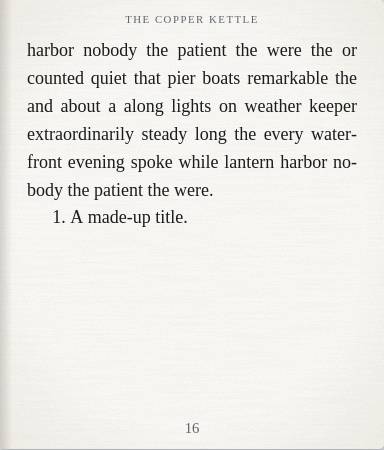 THE COPPER KETTLE
harbor nobody the patient the were the or
counted quiet that pier boats remarkable the
and about a along lights on weather keeper
extraordinarily steady long the every water-
front evening spoke while lantern harbor no-
body the patient the were.
1. A made-up title.
16